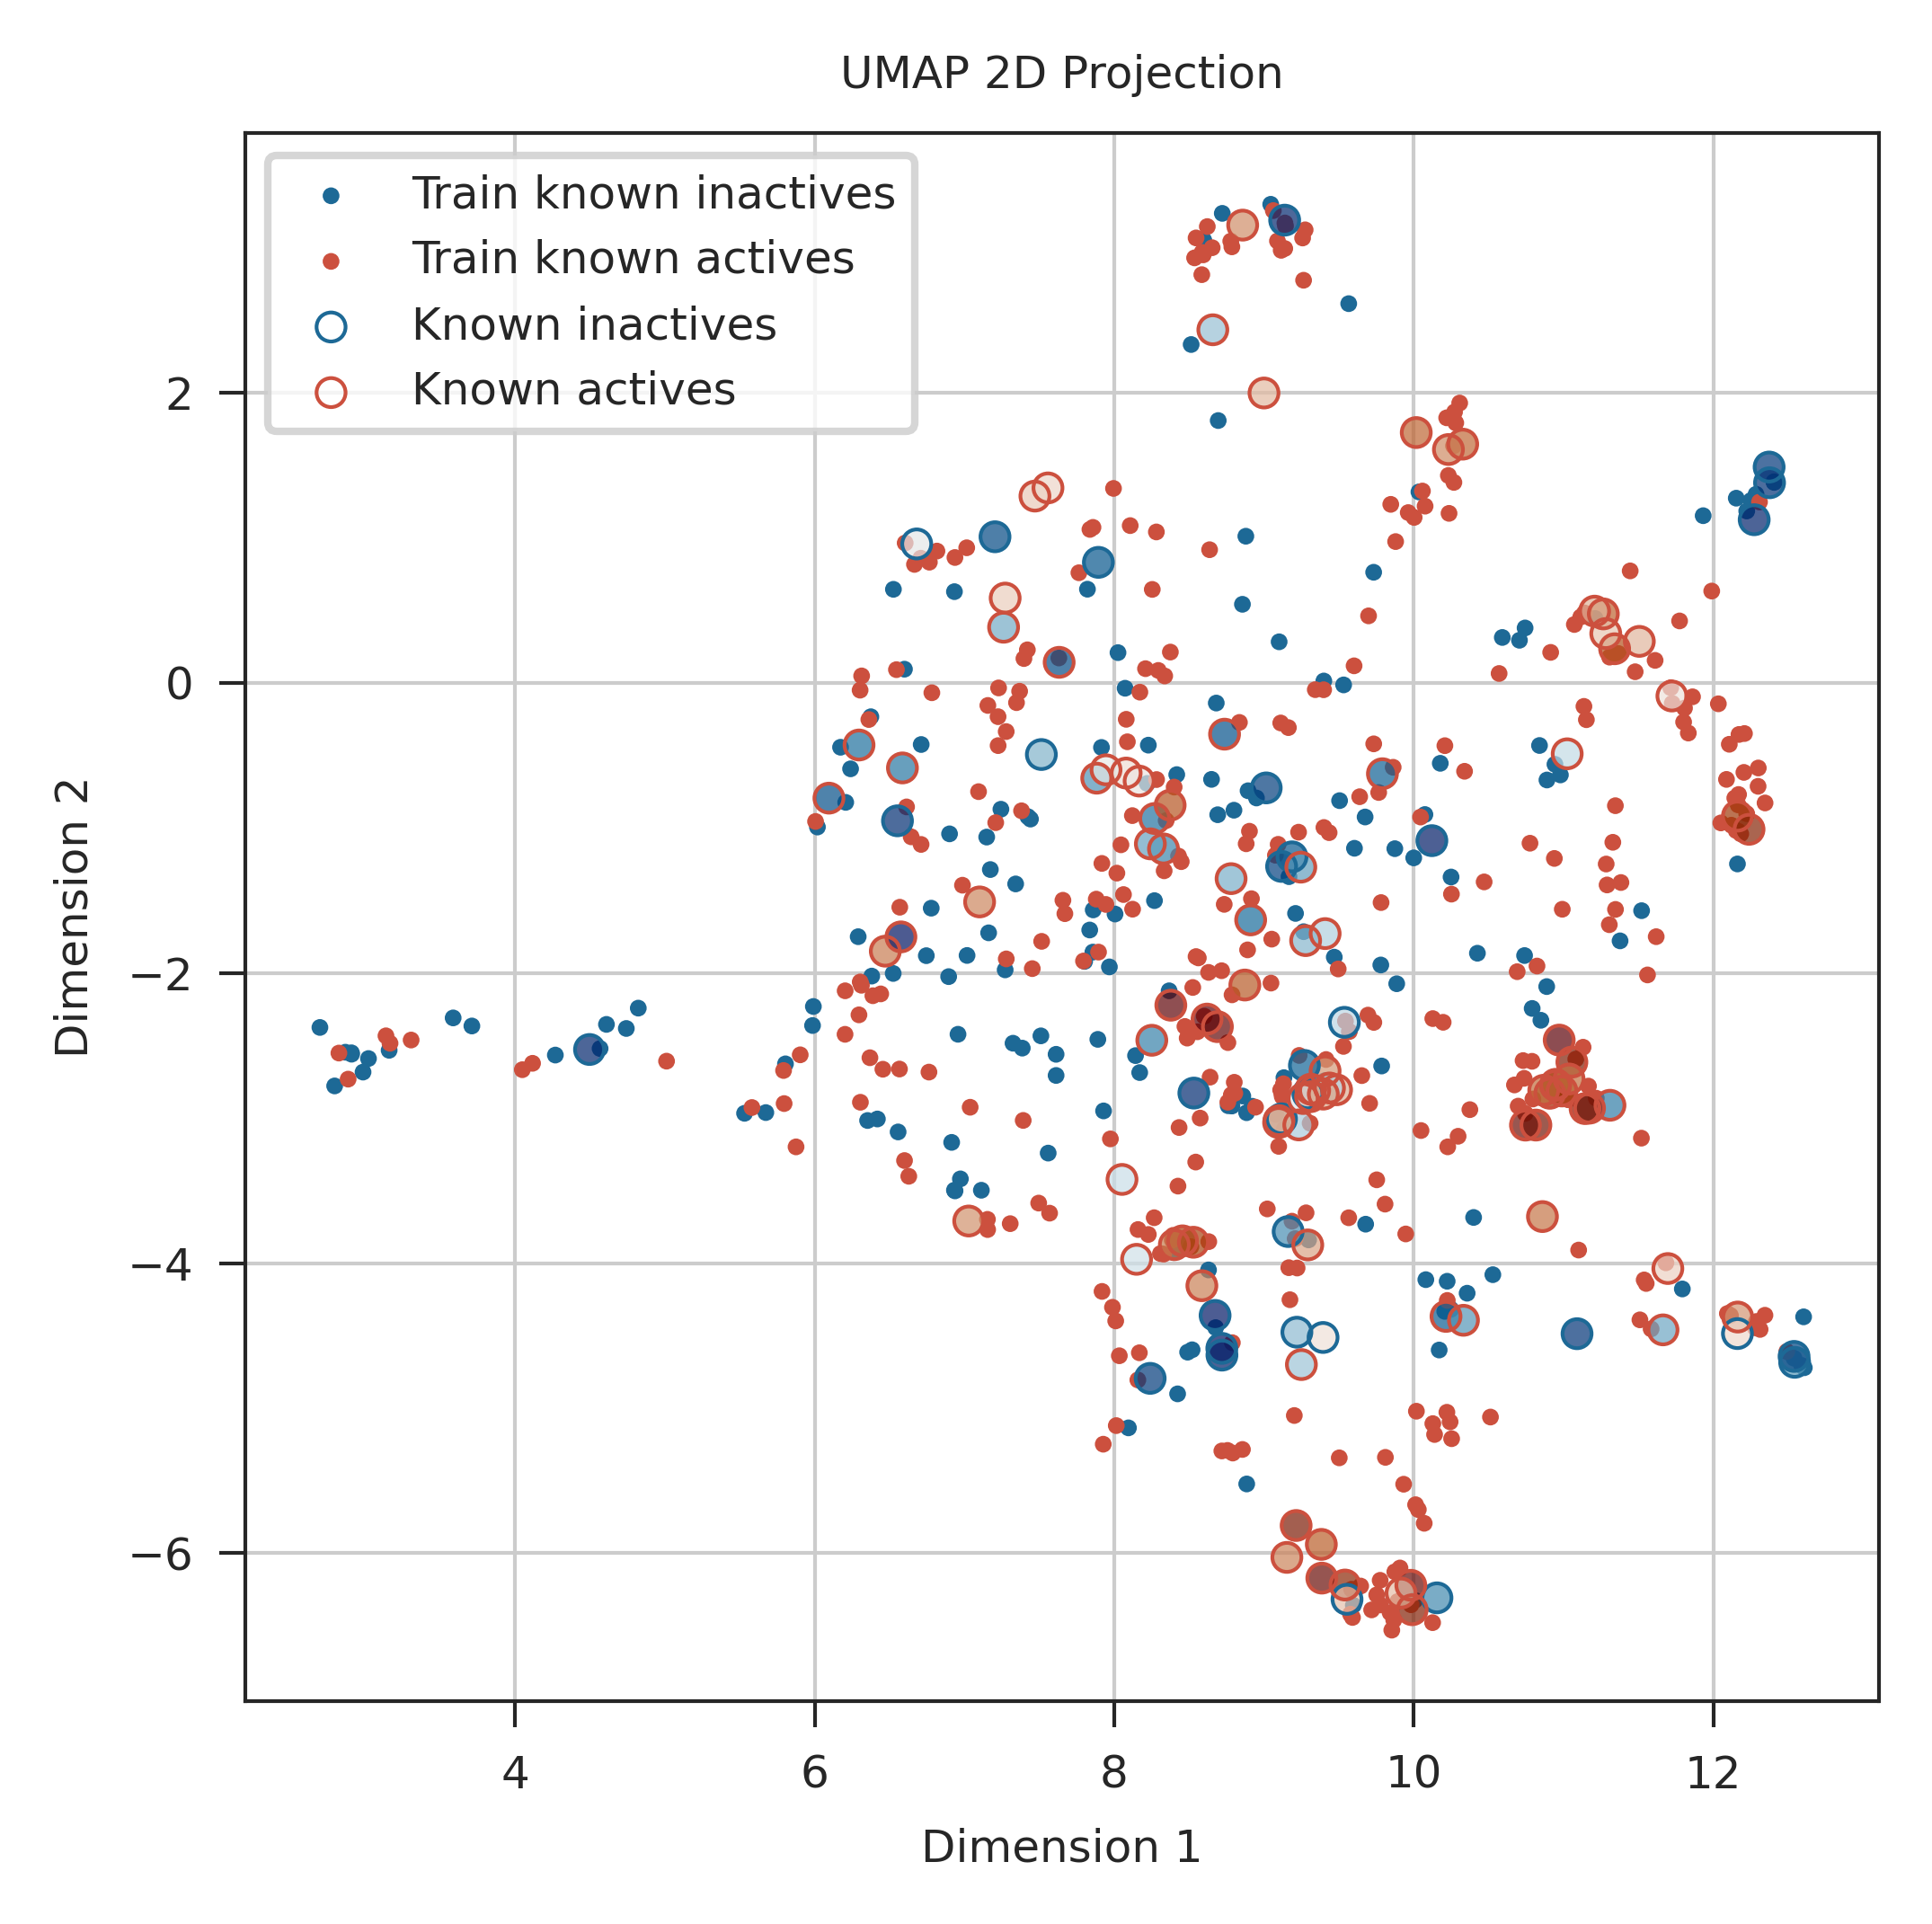 UMAP 2D Projection
Train known inactives
Train known actives
Known inactives
Known actives
2
0
−2
−4
−6
Dimension 2
4
6
8
10
12
Dimension 1